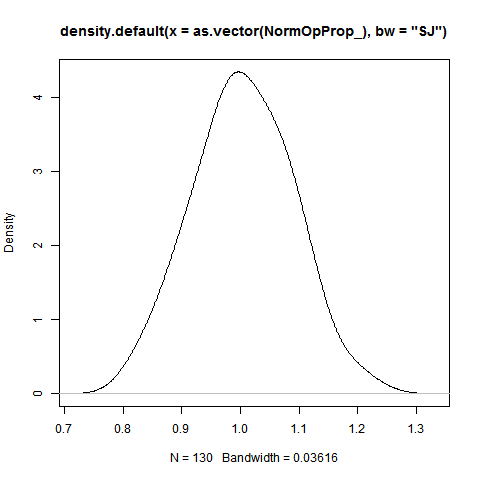 density.default(x = as.vector(NormOpProp_), bw = "SJ")
Density
4
3
2
1
0
0.7 0.8 0.9 1.0 1.1 1.2 1.3
N = 130 Bandwidth = 0.03616